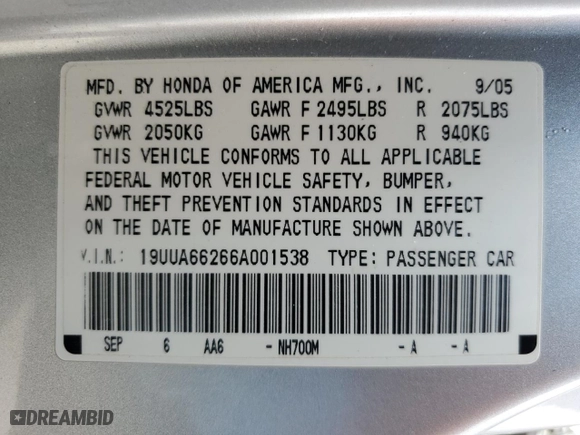 MFD. BY HONDA OF AMERICA MFG., INC. 9/05
GVWR 4525LBS GAWR F 2495LBS R 2075LBS
GVWR 2050KG GAWR F 1130KG R 940KG
THIS VEHICLE CONFORMS TO ALL APPLICABLE
FEDERAL MOTOR VEHICLE SAFETY, BUMPER,
AND THEFT PREVENTION STANDARDS IN EFFECT
ON THE DATE OF MANUFACTURE SHOWN ABOVE.
V.I.N.: 19UUA66266A001538 TYPE: PASSENGER CAR
SEP 6 AA6 - NH700M - A - A
DREAMBID